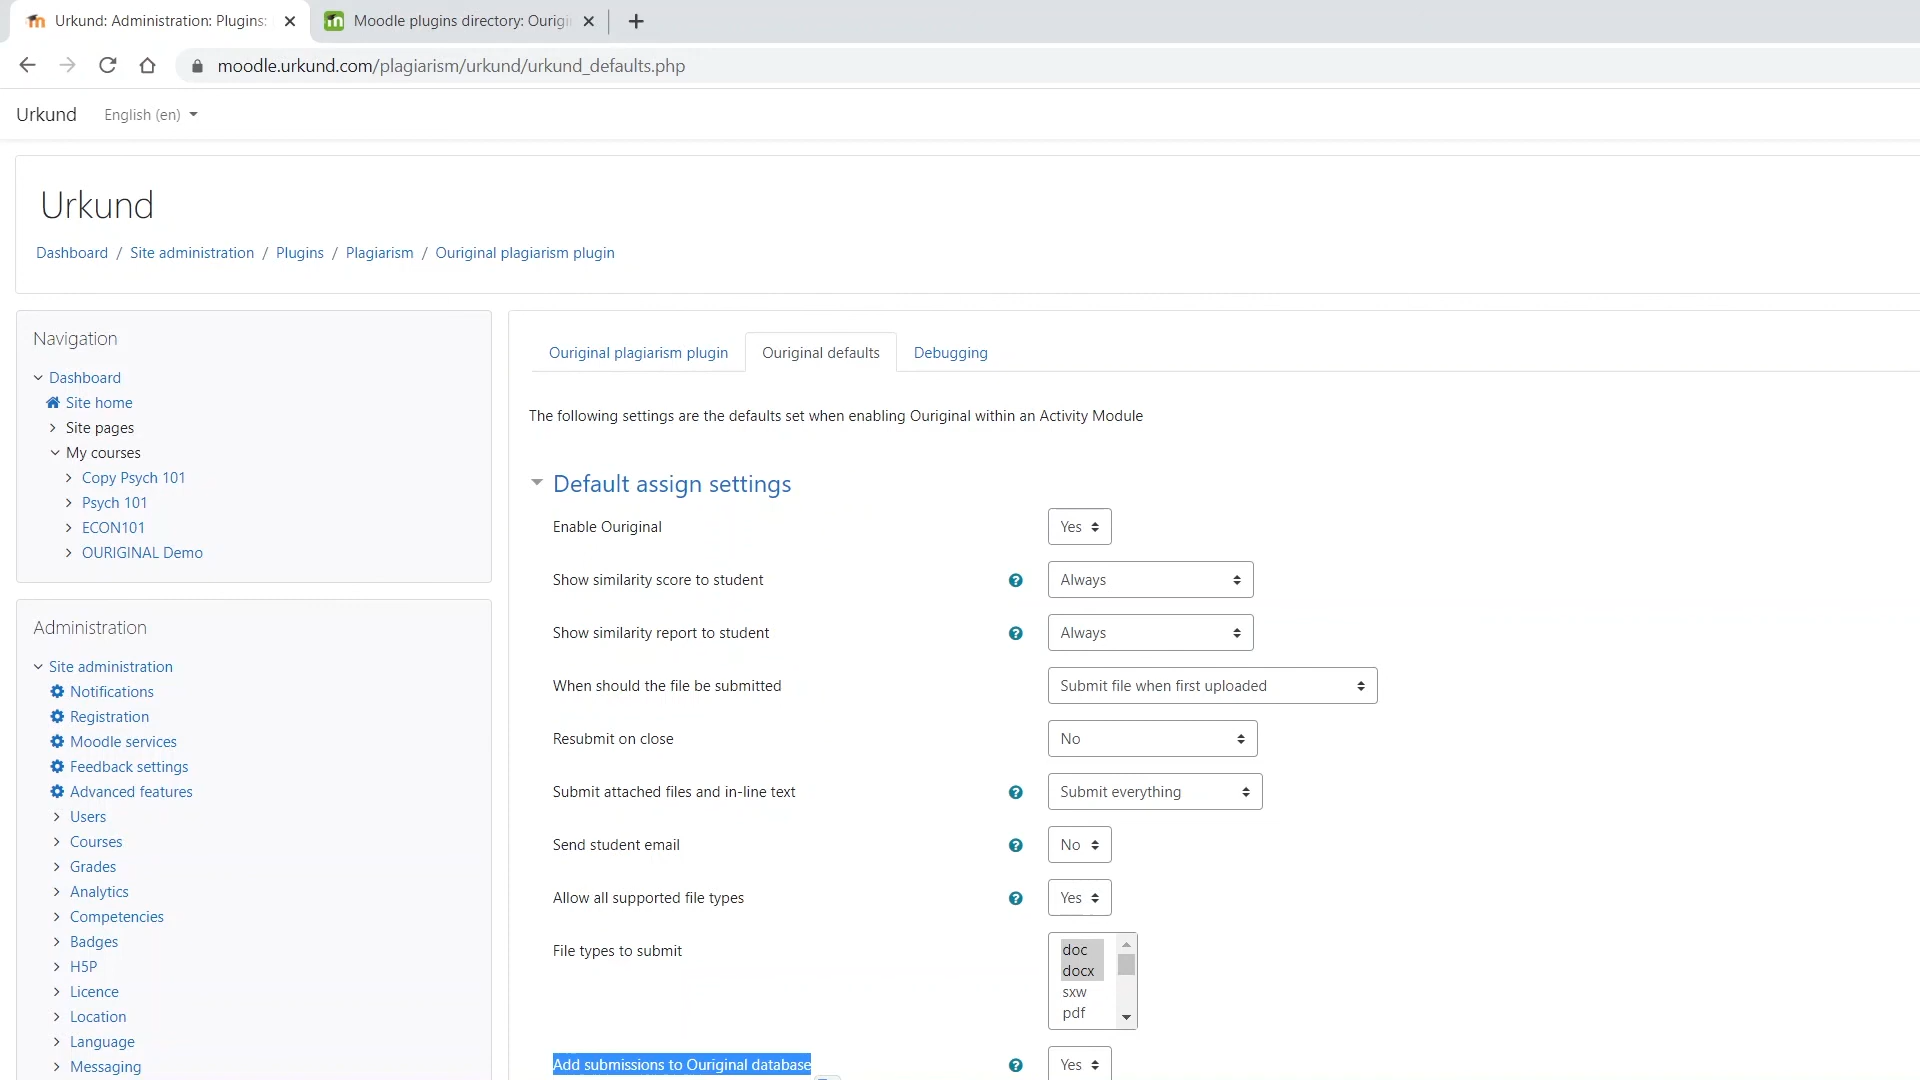 Urkund: Administration: Plugins:
Moodle plugins directory: Ourigi
moodle.urkund.com/plagiarism/urkund/urkund_defaults.php
Urkund English (en)
Urkund
Dashboard / Site administration / Plugins / Plagiarism / Ouriginal plagiarism plugin
Navigation
Dashboard
Site home
Site pages
My courses
Copy Psych 101
Psych 101
ECON101
OURIGINAL Demo
Administration
Site administration
Notifications
Registration
Moodle services
Feedback settings
Advanced features
Users
Courses
Grades
Analytics
Competencies
Badges
H5P
Licence
Location
Language
Messaging
Ouriginal plagiarism plugin Ouriginal defaults Debugging
The following settings are the defaults set when enabling Ouriginal within an Activity Module
Default assign settings
Enable Ouriginal Yes
Show similarity score to student ? Always
Show similarity report to student ? Always
When should the file be submitted Submit file when first uploaded
Resubmit on close No
Submit attached files and in-line text ? Submit everything
Send student email ? No
Allow all supported file types ? Yes
File types to submit doc
docx
sxw
pdf
Add submissions to Ouriginal database ? Yes